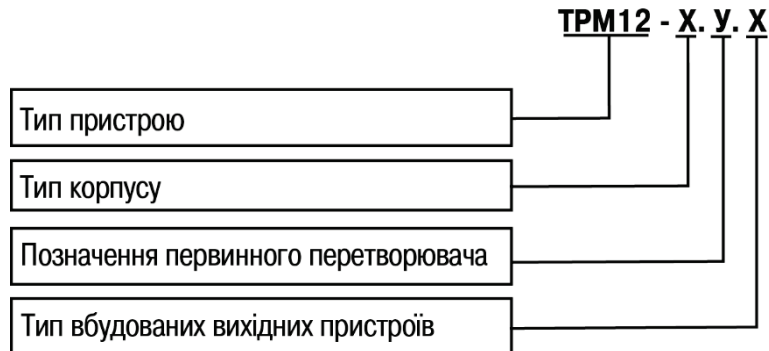 ТРМ12 - Х. У. Х
Тип пристрою
Тип корпусу
Позначення первинного перетворювача
Тип вбудованих вихідних пристроїв